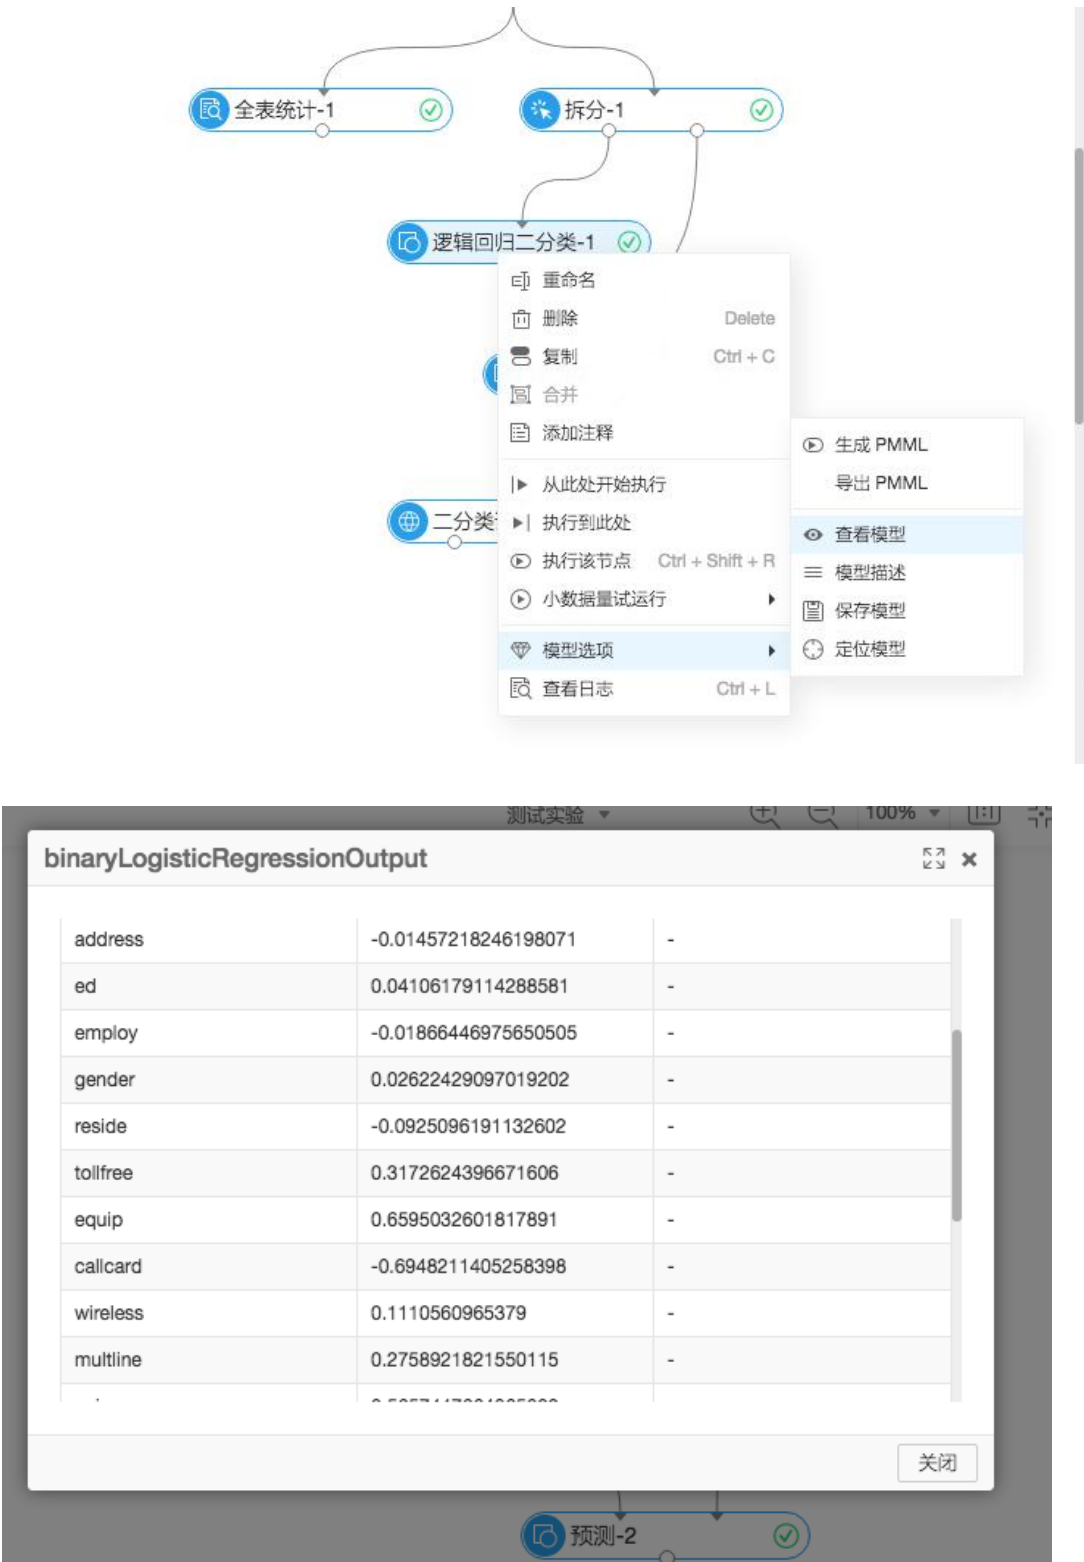 全表统计-1
拆分-1
逻辑回归二分类-1
重命名
删除 Delete
复制 Ctrl + C
合并
添加注释
生成 PMML
导出 PMML
从此处开始执行
二分类
执行到此处
查看模型
执行该节点 Ctrl + Shift + R
模型描述
小数据量试运行
保存模型
模型选项
定位模型
查看日志 Ctrl + L
测试实验 100%
binaryLogisticRegressionOutput
address -0.01457218246198071 -
ed 0.04106179114288581 -
employ -0.01866446975650505 -
gender 0.02622429097019202 -
reside -0.0925096191132602 -
tollfree 0.3172624396671606 -
equip 0.6595032601817891 -
callcard -0.6948211405258398 -
wireless 0.1110560965379 -
multline 0.2758921821550115 -
关闭
预测-2